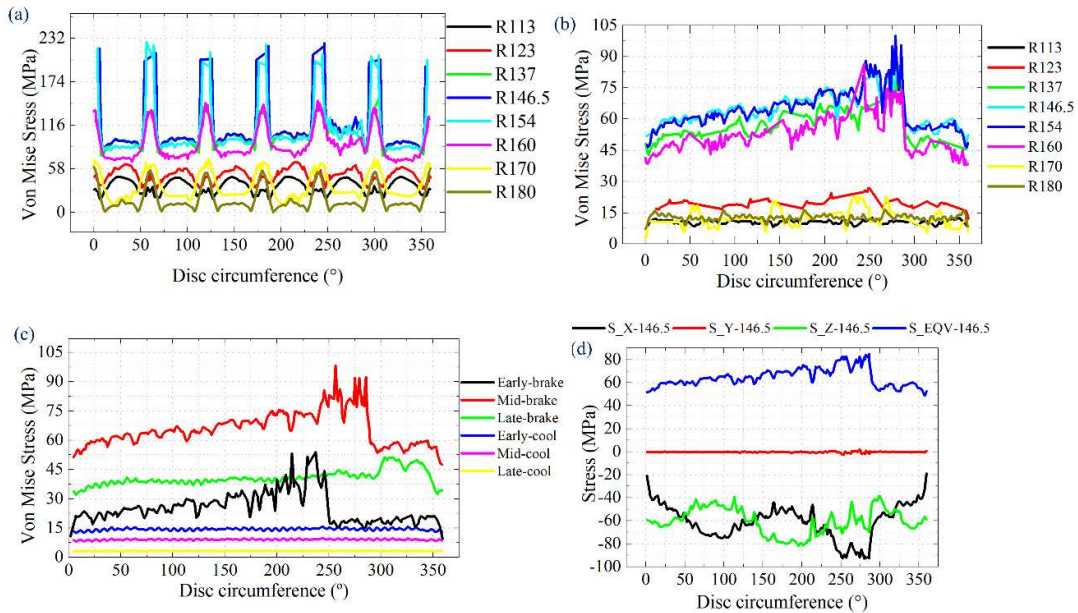 (a)
R113
R123
R137
R146.5
R154
R160
R170
R180
232
174
116
58
0
Von Mise Stress (MPa)
0 50 100 150 200 250 300 350
Disc circumference (°)
(b)
105
90
75
60
45
30
15
0
Von Mise Stress (MPa)
0 50 100 150 200 250 300 350
Disc circumference (°)
R113
R123
R137
R146.5
R154
R160
R170
R180
(c)
105
90
75
60
45
30
15
0
Von Mise Stress (MPa)
0 50 100 150 200 250 300 350
Disc circumference (°)
Early-brake
Mid-brake
Late-brake
Early-cool
Mid-cool
Late-cool
S_X-146.5 S_Y-146.5 S_Z-146.5 S_EQV-146.5
(d)
80
60
40
20
0
-20
-40
-60
-80
-100
Stress (MPa)
0 50 100 150 200 250 300 350
Disc circumference (°)